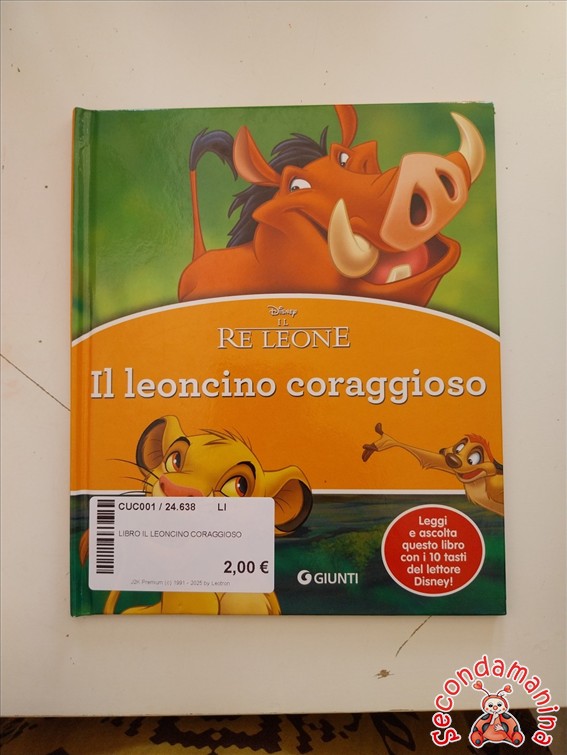 Disney
IL
RE LEONE
Il leoncino coraggioso
CUC001 / 24.638 LI
LIBRO IL LEONCINO CORAGGIOSO
2,00 €
Leggi
e ascolta
questo libro
con i 10 tasti
del lettore
Disney!
GIUNTI
Secondamanina